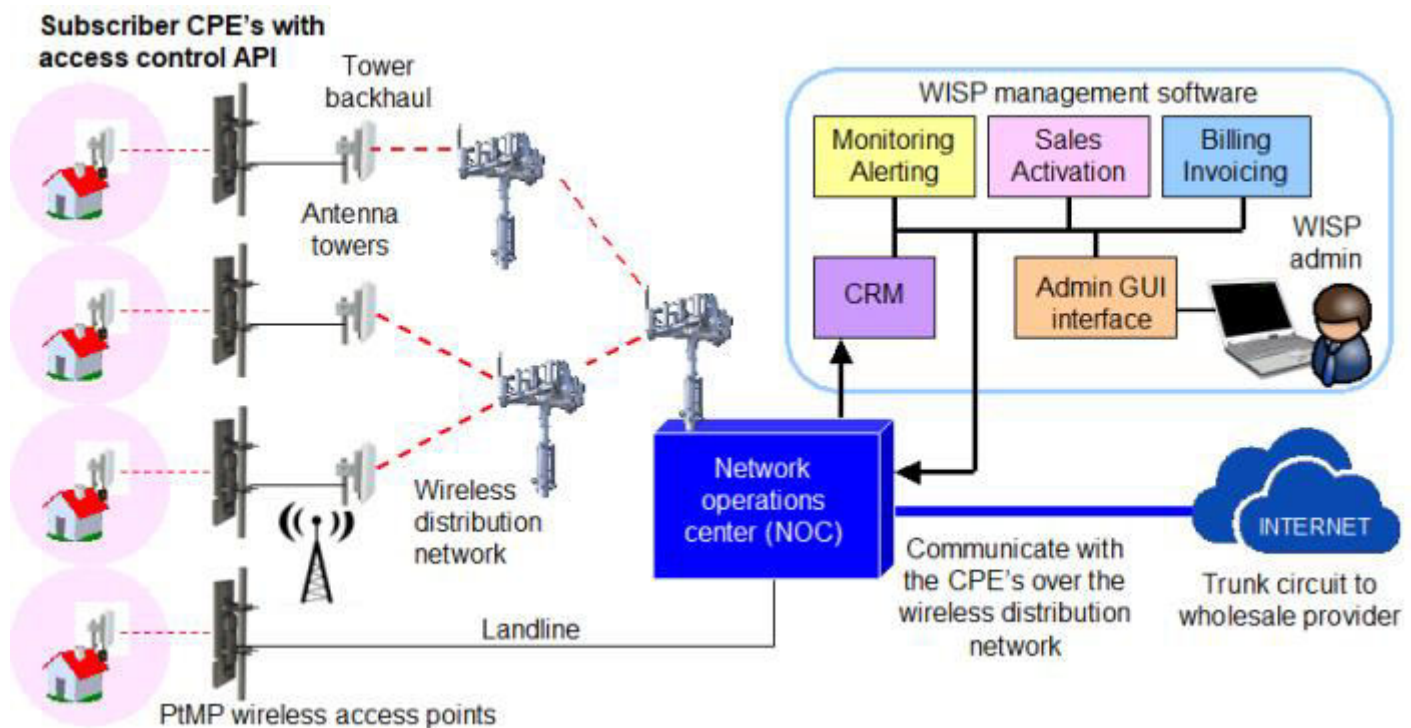 Subscriber CPE's with
access control API
Tower
backhaul
Antenna
towers
Wireless
distribution
network
Landline
PtMP wireless access points
WISP management software
Monitoring
Alerting
Sales
Activation
Billing
Invoicing
CRM
Admin GUI
interface
WISP
admin
Network
operations
center (NOC)
Communicate with
the CPE's over the
wireless distribution
network
INTERNET
Trunk circuit to
wholesale provider